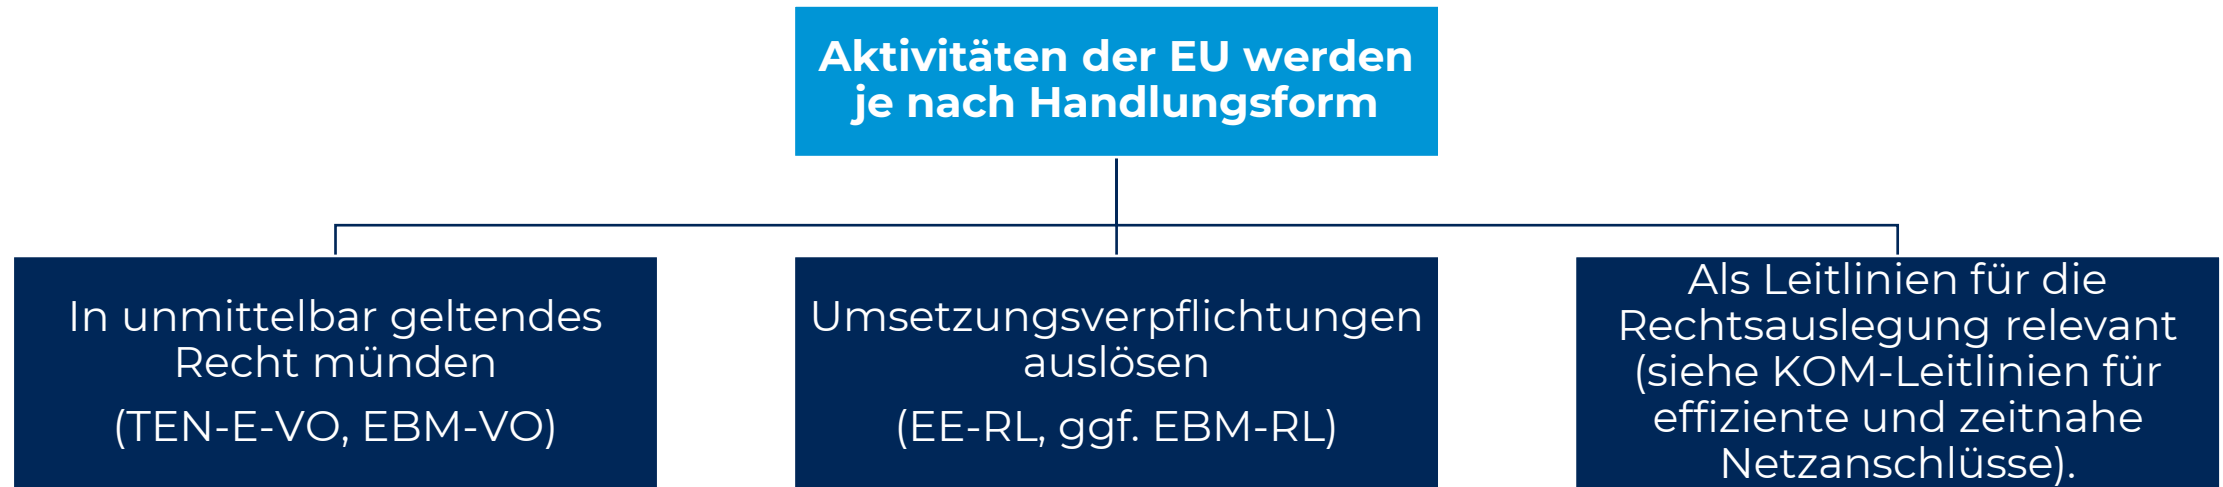 Aktivitäten der EU werden
je nach Handlungsform
In unmittelbar geltendes
Recht münden
(TEN-E-VO, EBM-VO)
Umsetzungsverpflichtungen
auslösen
(EE-RL, ggf. EBM-RL)
Als Leitlinien für die
Rechtsauslegung relevant
(siehe KOM-Leitlinien für
effiziente und zeitnahe
Netzanschlüsse).